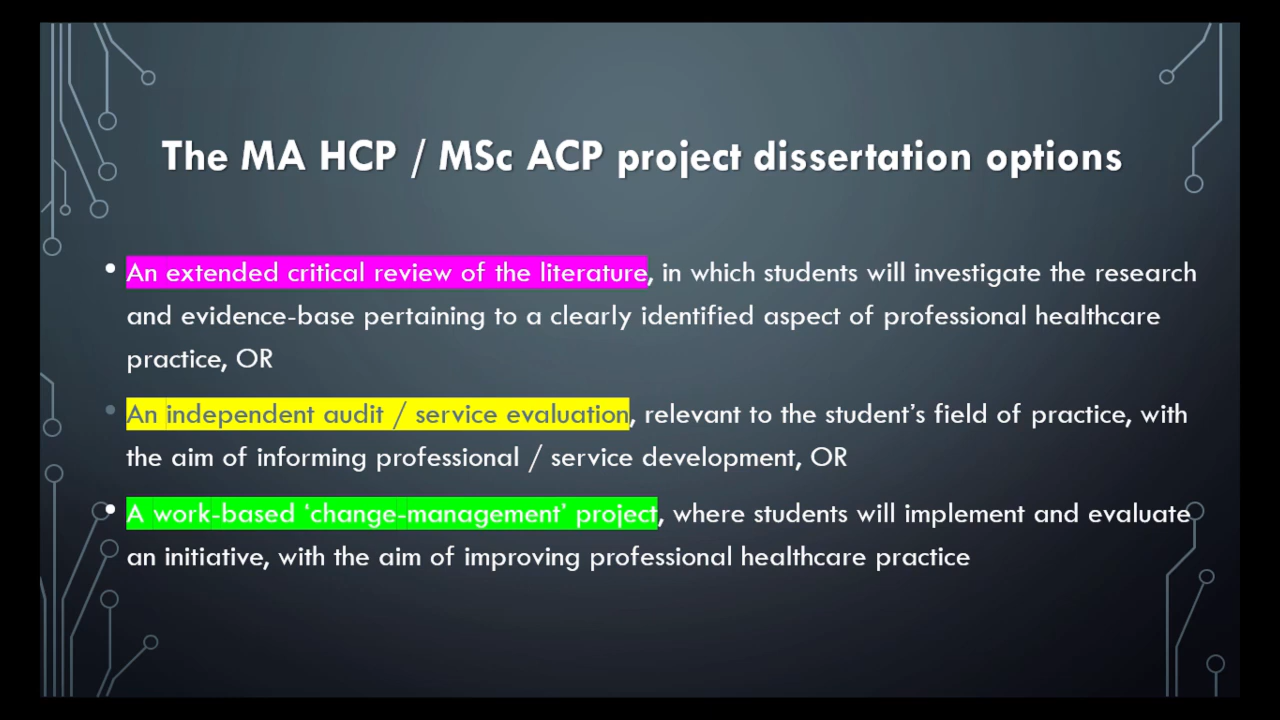 The MA HCP / MSc ACP project dissertation options
• An extended critical review of the literature, in which students will investigate the research
and evidence-base pertaining to a clearly identified aspect of professional healthcare
practice, OR
• An independent audit / service evaluation, relevant to the student’s field of practice, with
the aim of informing professional / service development, OR
• A work-based ‘change-management’ project, where students will implement and evaluate
an initiative, with the aim of improving professional healthcare practice